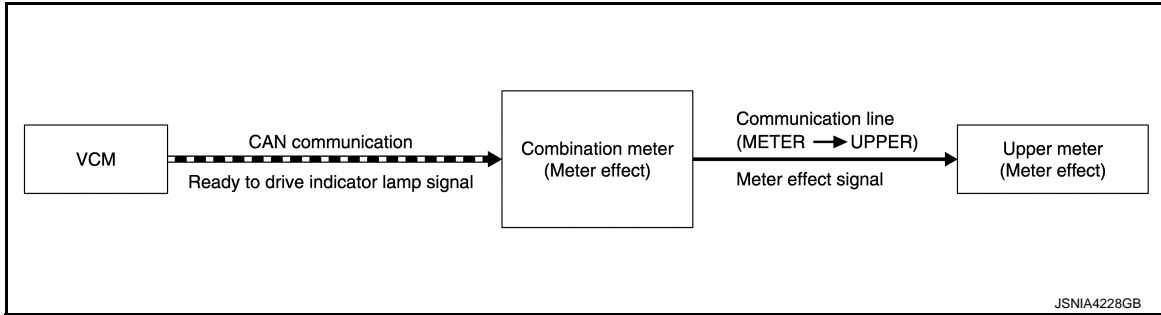 VCM
CAN communication
Ready to drive indicator lamp signal
Combination meter
(Meter effect)
Communication line
(METER → UPPER)
Meter effect signal
Upper meter
(Meter effect)
JSNIA4228GB